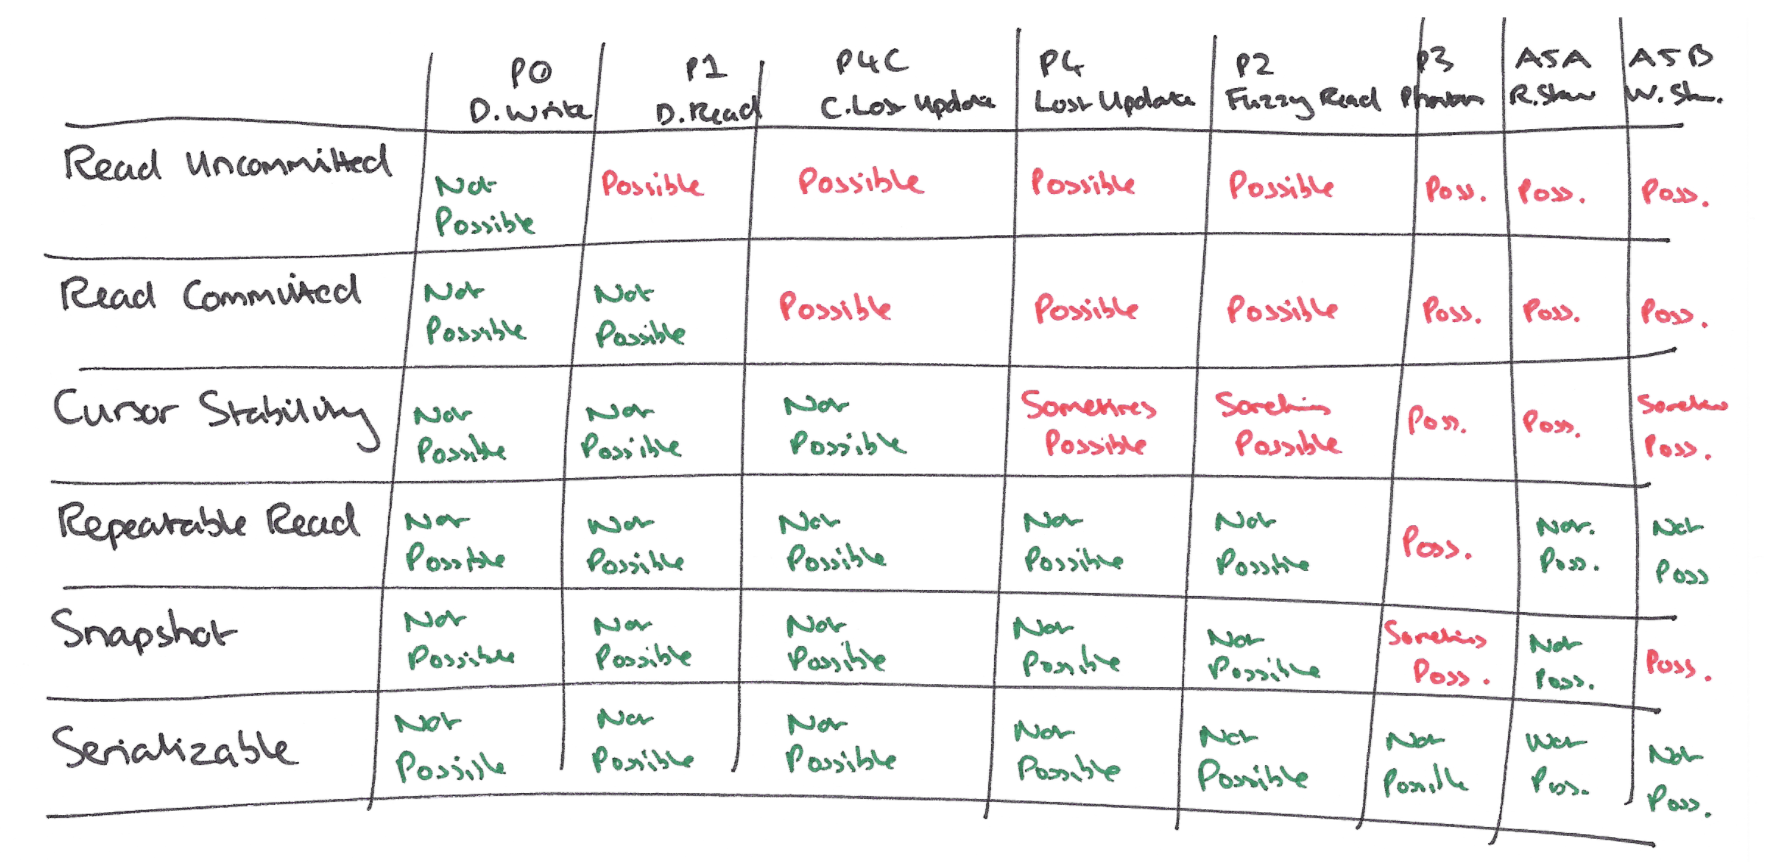 P0 P1 P4C P4 P2 P3 A5A A5B
D.Write D.Read C.Lost Update Lost Update Fuzzy Read Phantom R.Skew W.Sk.
Read Uncommitted
Not Possible Possible Possible Possible Poss. Poss. Poss.
Possible
Read Committed
Not Not Possible Possible Possible Poss. Poss. Poss.
Possible Possible
Cursor Stability
Not Not Not Sometimes Sometimes Poss. Poss. Sometimes
Possible Possible Possible Possible Possible Poss.
Repeatable Read
Not Not Not Not Not Poss. Not. Not
Possible Possible Possible Possible Possible Poss. Poss
Snapshot
Not Not Not Not Not Sometimes Not Poss.
Possible Possible Possible Possible Possible Poss. Poss.
Serializable
Not Not Not Not Not Not Not Not
Possible Possible Possible Possible Possible Possible Poss. Poss.